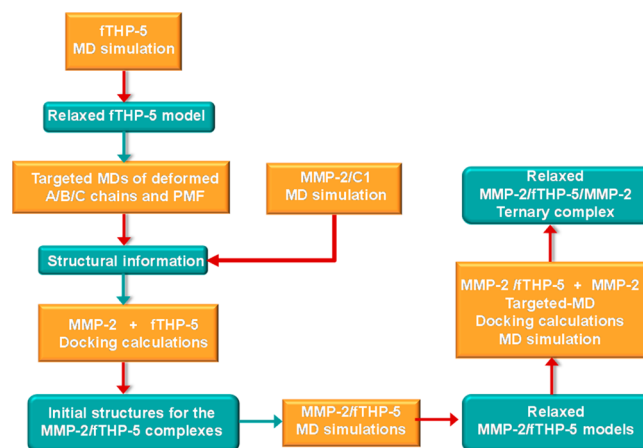 fTHP-5
MD simulation
Relaxed fTHP-5 model
Targeted MDs of deformed
A/B/C chains and PMF
MMP-2/C1
MD simulation
Structural information
MMP-2 + fTHP-5
Docking calculations
Initial structures for the
MMP-2/fTHP-5 complexes
MMP-2/fTHP-5
MD simulations
Relaxed
MMP-2/fTHP-5 models
MMP-2 /fTHP-5 + MMP-2
Targeted-MD
Docking calculations
MD simulation
Relaxed
MMP-2/fTHP-5/MMP-2
Ternary complex